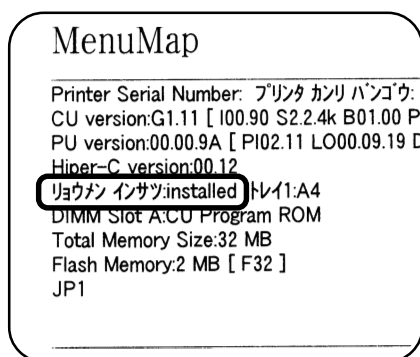 MenuMap
Printer Serial Number: プリンタ カンリ バンゴウ:
CU version:G1.11 [ I00.90 S2.2.4k B01.00 P
PU version:00.00.9A [ PI02.11 LO00.09.19 D
Hiper-C version:00.12
リョウメン インサツ:installed トレイ1:A4
DIMM Slot A:CU Program ROM
Total Memory Size:32 MB
Flash Memory:2 MB [ F32 ]
JP1